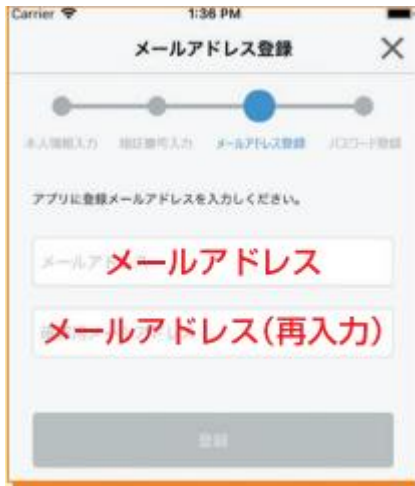 Carrier 1:36 PM
メールアドレス登録
本人情報入力 暗証番号入力 メールアドレス登録 パスワード登録
アプリに登録メールアドレスを入力しください。
メールアドレス
メールアドレス(再入力)
登録